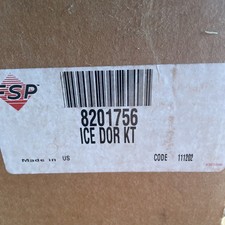 FSP
8201756
ICE DOR KT
Made in US CODE 111202